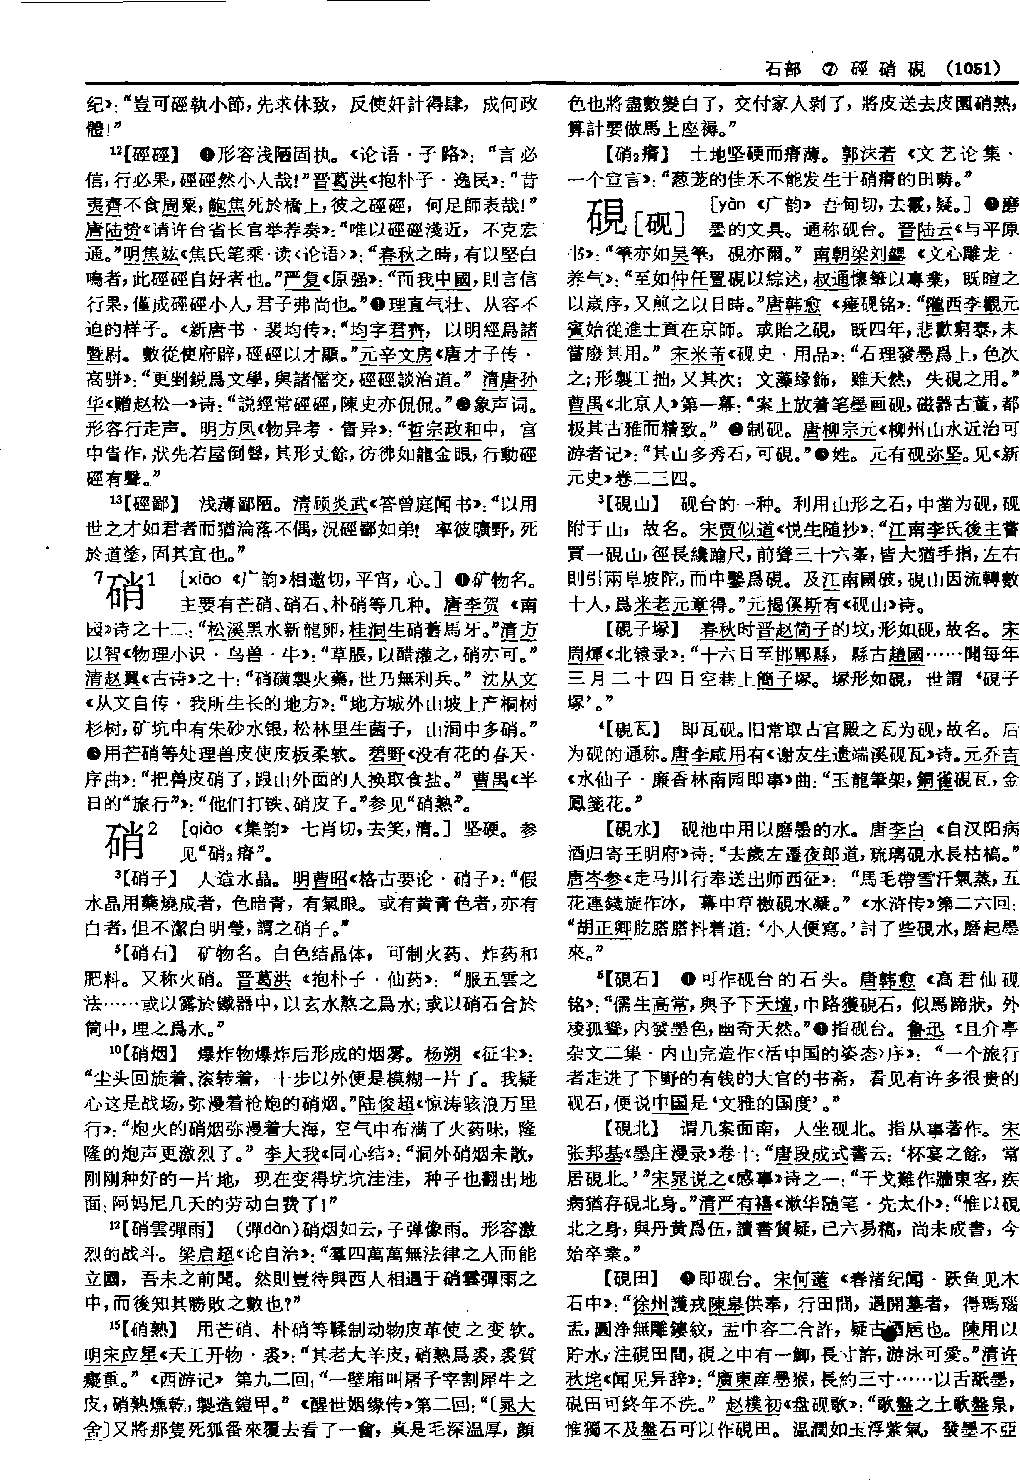 石部 ⑦ 硜 硝 硯 (1051)
纪》：“豈可硜執小節，先求休致， 反使奸計得肆， 成何政
體！”
¹²【硜硜】 ❶形容浅陋固执。《论语·子路》： “言必
信，行必果，硜硜然小人哉！”晋葛洪《抱朴子·逸民》：“昔
夷齊不食周粟，鮑焦死於橋上，彼之硜硜， 何足師表哉！”
唐陆贽《请许台省长官举荐奏》：“唯以硜硜淺近， 不克宏
通。”明焦竑《焦氏笔乘·读〈论语〉》：“春秋之時，有以堅白
鳴者，此硜硜自好者也。”严复《原强》：“而我中國，則言信
行果，僅成硜硜小人，君子弗尚也。”❷理直气壮、从容不
迫的样子。《新唐书·裴均传》：“均字君齊， 以明經爲諸
暨尉。數從使府辟，硜硜以才顯。”元辛文房《唐才子传·
高骈》：“更剉鋭爲文學，與諸儒交，硜硜談治道。” 清唐孙
华《赠赵松一》诗：“説經常硜硜，陳史亦侃侃。”❸象声词。
形容行走声。 明方凤《物异考·眚异》：“哲宗政和中， 宫
中眚作，狀先若屋倒聲，其形丈餘，彷彿如龍金眼，行動硜
硜有聲。”
¹³【硜鄙】 浅薄鄙陋。清顾炎武《答曾庭闻书》：“以用
世之才如君者而猶淪落不偶，況硜鄙如弟！ 率彼曠野，死
於道塗，固其宜也。”
⁷硝¹ ［xiāo 《广韵》相邀切，平宵，心。］ ❶矿物名。
主要有芒硝、硝石、朴硝等几种。 唐李贺 《南
园》诗之十二：“松溪黑水新龍卵，桂洞生硝舊馬牙。”清方
以智《物理小识·鸟兽·牛》：“草脹，以醋灌之，硝亦可。”
清赵翼《古诗》之十：“硝磺製火藥，世乃無利兵。” 沈从文
《从文自传·我所生长的地方》：“地方城外山坡上产桐树
杉树，矿坑中有朱砂水银，松林里生菌子， 山洞中多硝。”
❷用芒硝等处理兽皮使皮板柔软。 碧野《没有花的春天·
序曲》：“把兽皮硝了，跟山外面的人换取食盐。” 曹禺《半
日的“旅行”》：“他们打铁、硝皮子。”参见“硝熟”。
硝² ［qiào 《集韵》 七肖切，去笑，清。］ 坚硬。参
见“硝₂瘠”。
³【硝子】 人造水晶。明曹昭《格古要论·硝子》：“假
水晶用藥燒成者，色暗青，有氣眼。或有黄青色者，亦有
白者，但不潔白明瑩，謂之硝子。”
⁵【硝石】 矿物名。白色结晶体， 可制火药、炸药和
肥料。又称火硝。晋葛洪 《抱朴子·仙药》： “服五雲之
法……或以露於鐵器中，以玄水熬之爲水；或以硝石合於
筒中，埋之爲水。”
¹⁰【硝烟】 爆炸物爆炸后形成的烟雾。杨朔 《征尘》：
“尘头回旋着、滚转着， 十步以外便是模糊一片了。我疑
心这是战场，弥漫着枪炮的硝烟。”陆俊超《惊涛骇浪万里
行》：“炮火的硝烟弥漫着大海，空气中布满了火药味，隆
隆的炮声更激烈了。” 李大我《同心结》：“洞外硝烟未散，
刚刚种好的一片地， 现在变得坑坑洼洼， 种子也翻出地
面；阿妈尼几天的劳动白费了！”
¹²【硝雲彈雨】 （彈dàn）硝烟如云，子弹像雨。形容激
烈的战斗。梁启超《论自治》：“羣四萬萬無法律之人而能
立國， 吾未之前聞。然則豈待與西人相遇于硝雲彈雨之
中，而後知其勝敗之數也？”
¹⁵【硝熟】 用芒硝、朴硝等鞣制动物皮革使之变软。
明宋应星《天工开物·裘》：“其老大羊皮，硝熟爲裘，裘質
癡重。” 《西游记》第九二回：“一壁廂叫屠子宰割犀牛之
皮，硝熟燻乾，製造鎧甲。” 《醒世姻缘传》第二回：“〔晁大
舍〕又將那隻死狐番來覆去看了一會，真是毛深温厚，顔
色也將盡數變白了，交付家人剥了，將皮送去皮園硝熟，
算計要做馬上座褥。”
【硝₂瘠】 土地坚硬而瘠薄。郭沫若 《文艺论集·
一个宣言》：“葱茏的佳禾不能发生于硝瘠的田畴。”
硯［砚］ ［yàn 《广韵》吾甸切，去霰，疑。］ ❶磨
墨的文具。通称砚台。 晋陆云《与平原
书》：“筆亦如吴筆， 硯亦爾。” 南朝梁刘勰 《文心雕龙·
养气》：“至如仲任置硯以綜述，叔通懷筆以專業， 既暄之
以歲序，又煎之以日時。”唐韩愈 《瘞硯铭》：“隴西李觀元
賓始從進士貢在京師。或貽之硯， 既四年，悲歡窮泰，未
嘗廢其用。” 宋米芾《硯史·用品》：“石理發墨爲上，色次
之；形製工拙，又其次； 文藻緣飾， 雖天然， 失硯之用。”
曹禺《北京人》第一幕：“案上放着笔墨画砚，磁器古董，都
极其古雅而精致。” ❷制砚。唐柳宗元《柳州山水近治可
游者记》：“其山多秀石，可硯。”❸姓。元有砚弥坚。见《新
元史》卷二三四。
³【硯山】 砚台的一种。利用山形之石，中凿为砚，砚
附于山， 故名。宋贾似道《悦生随抄》：“江南李氏後主嘗
買一硯山，徑長纔踰尺，前聳三十六峯，皆大猶手指，左右
則引兩阜坡陀，而中鑿爲硯。及江南國破，硯山因流轉數
十人，爲米老元章得。”元揭傒斯有《砚山》诗。
【硯子塚】 春秋时晋赵简子的坟，形如砚，故名。宋
周煇《北辕录》：“十六日至邯鄲縣， 縣古趙國……聞每年
三月二十四日空巷上簡子塚。塚形如硯， 世謂‘硯子
塚’。”
⁴【硯瓦】 即瓦砚。旧常取古宫殿之瓦为砚，故名。后
为砚的通称。唐李咸用有《谢友生遗端溪砚瓦》诗。元乔吉
《水仙子·廉香林南园即事》曲：“玉龍筆架，銅雀硯瓦，金
鳳箋花。”
【硯水】 砚池中用以磨墨的水。唐李白 《自汉阳病
酒归寄王明府》诗：“去歲左遷夜郎道，琉璃硯水長枯槁。”
唐岑参《走马川行奉送出师西征》： “馬毛帶雪汗氣蒸，五
花連錢旋作冰， 幕中草檄硯水凝。” 《水浒传》第二六回：
“胡正卿肐膟膟抖着道：‘小人便寫。’討了些硯水，磨起墨
來。”
⁵【硯石】 ❶可作砚台的石头。唐韩愈 《高君仙砚
铭》：“儒生高常，與予下天壇，中路獲硯石，似馬蹄狀，外
稜孤聳，内發墨色，幽奇天然。”❷指砚台。鲁迅 《且介亭
杂文二集·内山完造作〈活中国的姿态〉序》： “一个旅行
者走进了下野的有钱的大官的书斋， 看见有许多很贵的
砚石，便说中国是‘文雅的国度’。”
【硯北】 谓几案面南，人坐砚北。指从事著作。宋
张邦基《墨庄漫录》卷十：“唐段成式書云：‘杯宴之餘， 常
居硯北。’”宋晁说之《感事》诗之一：“干戈難作牆東客，疾
病猶存硯北身。”清严有禧《漱华随笔·先太仆》：“惟以硯
北之身，與丹黄爲伍，讀書質疑，已六易稿，尚未成書，今
始卒業。”
【硯田】 ❶即砚台。宋何薳 《春渚纪闻·跃鱼见木
石中》：“徐州護戎陳皋供奉，行田間，遇開墓者， 得瑪瑙
盂，圓浄無雕鏤紋，盂中容二合許，疑古酒卮也。陳用以
貯水，注硯田間，硯之中有一鯽，長寸許，游泳可愛。”清许
秋垞《闻见异辞》：“廣東産墨猴，長約三寸……以舌舐墨，
硯田可終年不洗。” 赵樸初《盘砚歌》：“歌盤之土歌盤泉，
惟獨不及盤石可以作硯田。温潤如玉浮紫氣， 發墨不亞